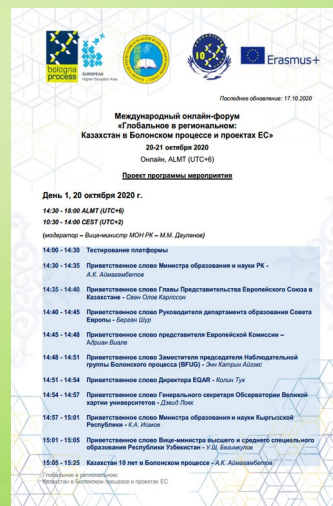 bologna
process
EUROPEAN
Higher Education Area
10
Erasmus+
Последнее обновление: 17.10.2020
Международный онлайн-форум
«Глобальное в региональном:
Казахстан в Болонском процессе и проектах ЕС»
20-21 октября 2020
Онлайн, ALMT (UTC+6)
Проект программы мероприятия
День 1, 20 октября 2020 г.
14:30 - 18:00 ALMT (UTC+6)
10:30 - 14:00 CEST (UTC+2)
(модератор – Вице-министр МОН РК – М.М. Дауленов)
14:00 - 14:30 Тестирование платформы
14:30 - 14:35 Приветственное слово Министра образования и науки РК -
А.К. Аймагамбетов
14:35 - 14:40 Приветственное слово Главы Представительства Европейского Союза в
Казахстане - Свен Олов Карлссон
14:40 - 14:45 Приветственное слово Руководителя департамента образования Совета
Европы - Верган Шур
14:45 - 14:48 Приветственное слово представителя Европейской Комиссии –
Адриан Виале
14:48 - 14:51 Приветственное слово Заместителя председателя Наблюдательной
группы Болонского процесса (BFUG) - Энн Катрин Айзэкс
14:51 - 14:54 Приветственное слово Директора EQAR - Колин Тук
14:54 - 14:57 Приветственное слово Генерального секретаря Обсерватории Великой
хартии университетов - Дэвид Локк
14:57 - 15:01 Приветственное слово Министра образования и науки Кыргызской
Республики - К.А. Исаков
15:01 - 15:05 Приветственное слово Вице-министра высшего и среднего специального
образования Республики Узбекистан - У.Ш. Бегимкулов
15:05 - 15:25 Казахстан 10 лет в Болонском процессе - А.К. Аймагамбетов
Глобальное в региональном:
Казахстан в Болонском процессе и проектах ЕС